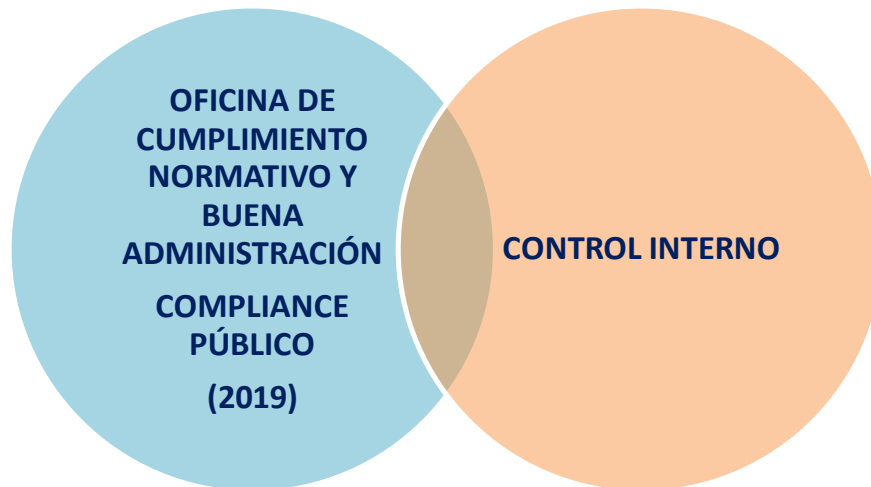 OFICINA DE
CUMPLIMIENTO
NORMATIVO Y
BUENA
ADMINISTRACIÓN
COMPLIANCE
PÚBLICO
(2019)
CONTROL INTERNO